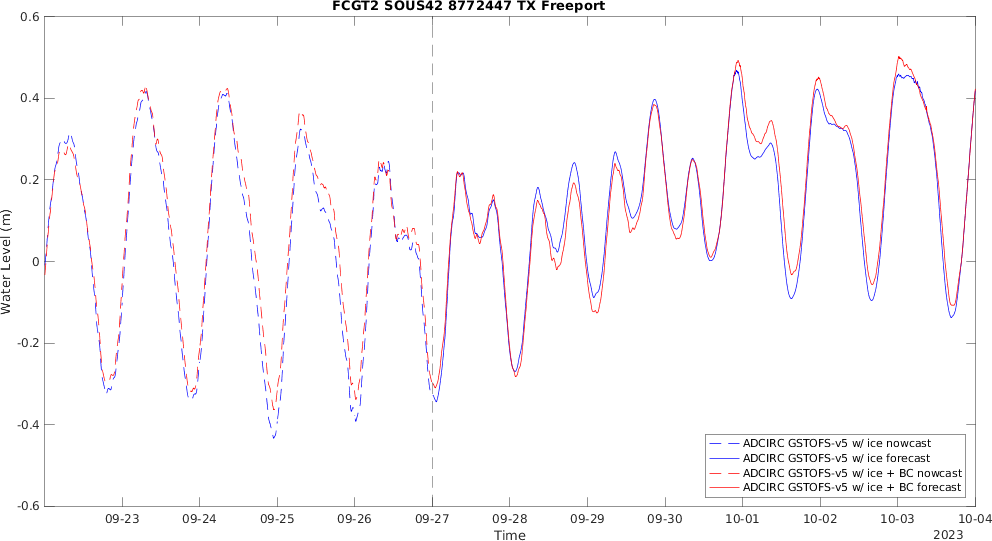 FCGT2 SOUS42 8772447 TX Freeport
Water Level (m)
0.6
0.4
0.2
0
-0.2
-0.4
-0.6
09-23 09-24 09-25 09-26 09-27 09-28 09-29 09-30 10-01 10-02 10-03 10-04
2023
Time
ADCIRC GSTOFS-v5 w/ ice nowcast
ADCIRC GSTOFS-v5 w/ ice forecast
ADCIRC GSTOFS-v5 w/ ice + BC nowcast
ADCIRC GSTOFS-v5 w/ ice + BC forecast